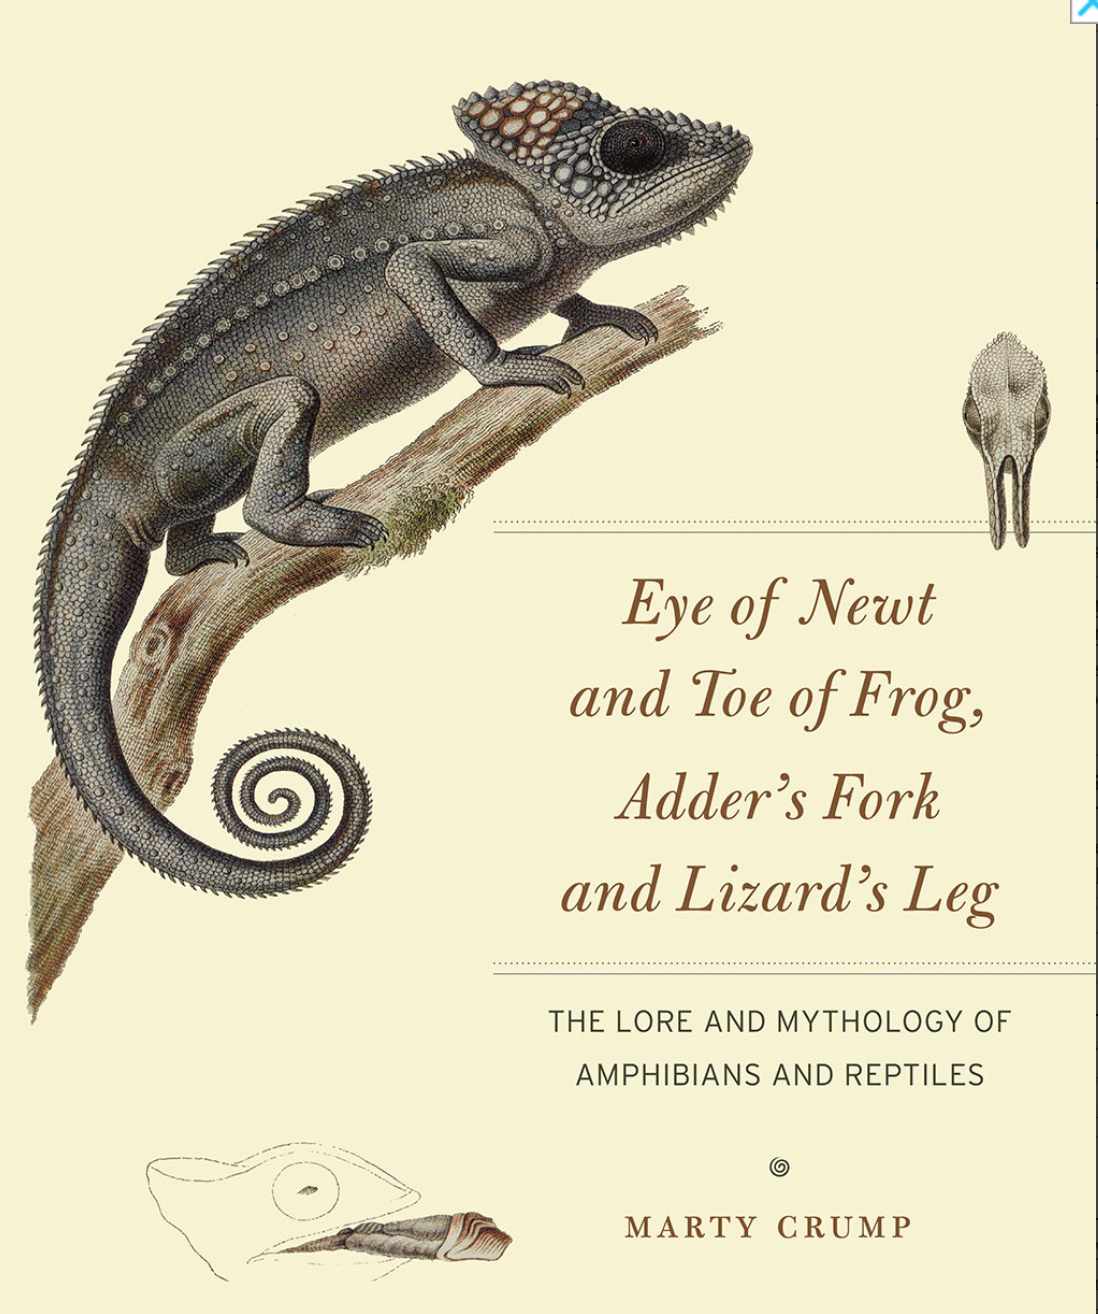 Eye of Newt
and Toe of Frog,
Adder’s Fork
and Lizard’s Leg
THE LORE AND MYTHOLOGY OF
AMPHIBIANS AND REPTILES
MARTY CRUMP